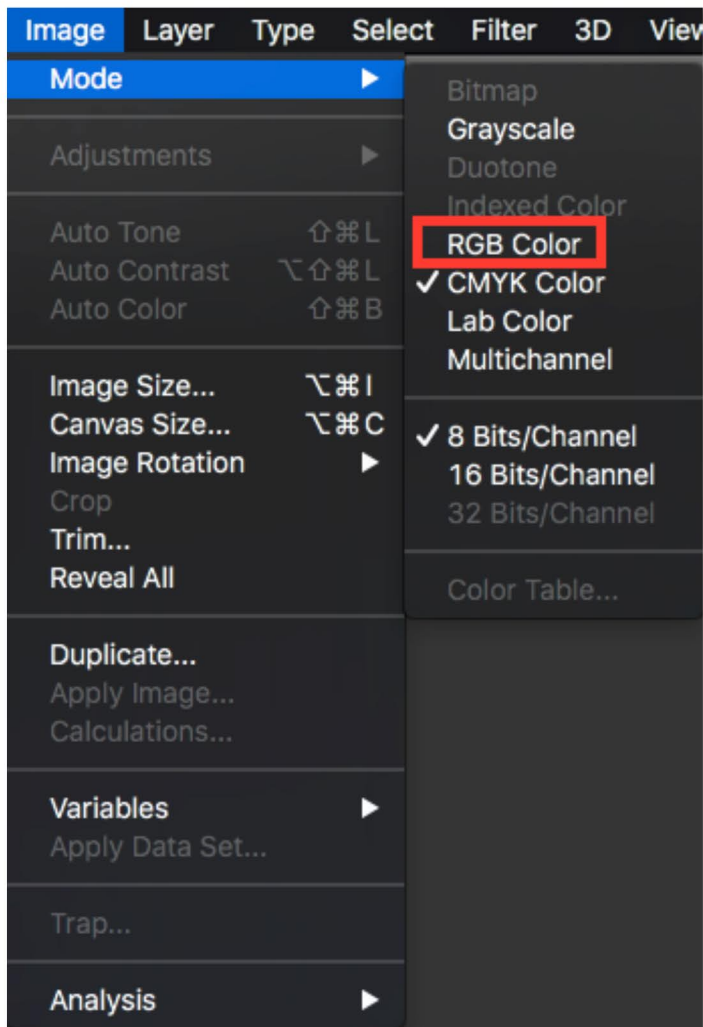 Image Layer Type Select Filter 3D View
Mode ▶
Adjustments ▶
Auto Tone ⇧⌘L
Auto Contrast ⌥⇧⌘L
Auto Color ⇧⌘B
Image Size... ⌥⌘I
Canvas Size... ⌥⌘C
Image Rotation ▶
Crop
Trim...
Reveal All
Duplicate...
Apply Image...
Calculations...
Variables ▶
Apply Data Set...
Trap...
Analysis ▶
Bitmap
Grayscale
Duotone
Indexed Color
RGB Color
✓ CMYK Color
Lab Color
Multichannel
✓ 8 Bits/Channel
16 Bits/Channel
32 Bits/Channel
Color Table...